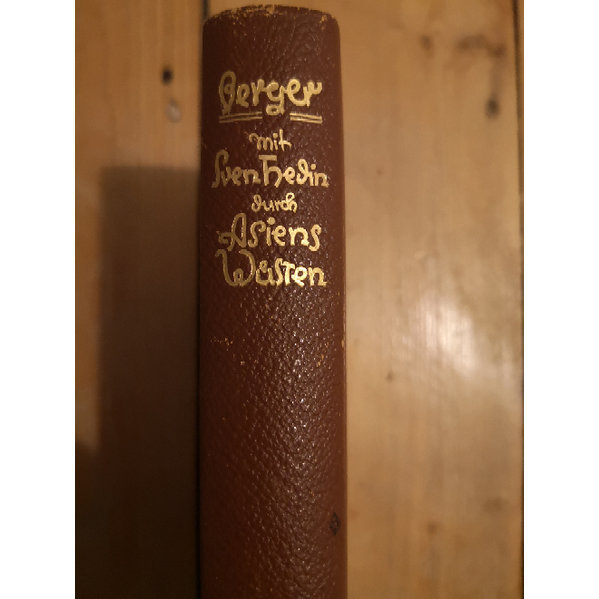 Berger
mit
Sven Hedin
durch
Asiens
Wüsten